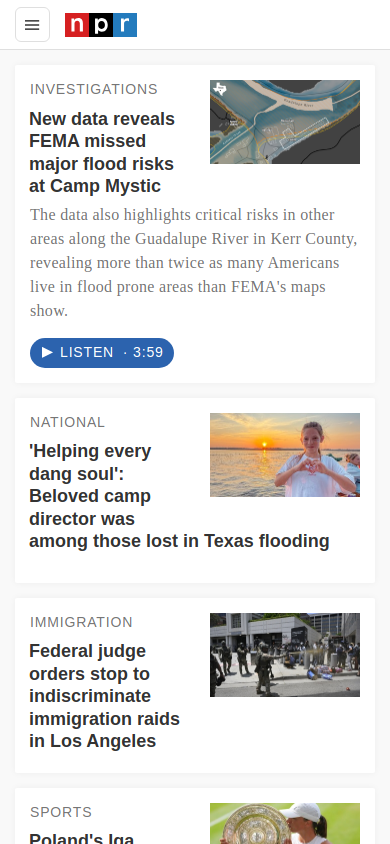 npr
INVESTIGATIONS
New data reveals
FEMA missed
major flood risks
at Camp Mystic
The data also highlights critical risks in other
areas along the Guadalupe River in Kerr County,
revealing more than twice as many Americans
live in flood prone areas than FEMA's maps
show.
LISTEN · 3:59
NATIONAL
'Helping every
dang soul':
Beloved camp
director was
among those lost in Texas flooding
IMMIGRATION
Federal judge
orders stop to
indiscriminate
immigration raids
in Los Angeles
SPORTS
Poland's Iga